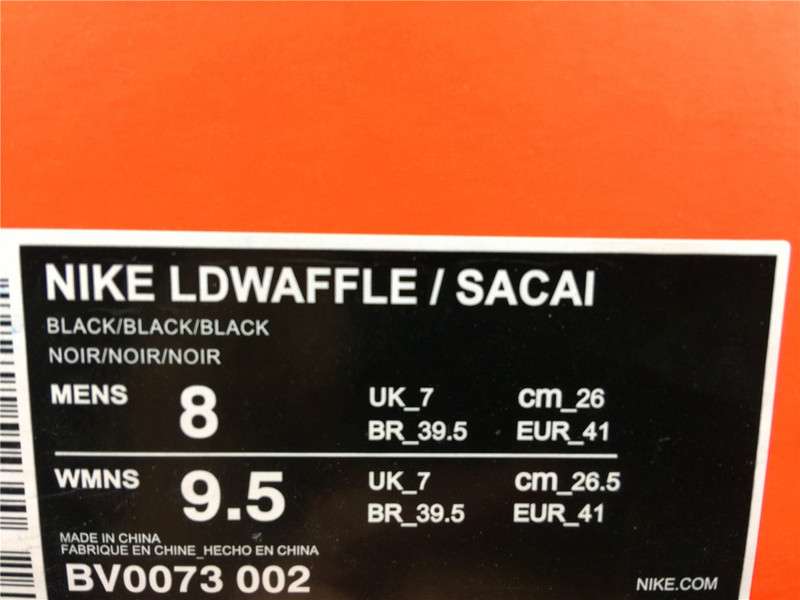 NIKE LDWAFFLE / SACAI
BLACK/BLACK/BLACK
NOIR/NOIR/NOIR
MENS 8 UK_7 cm_26
BR_39.5 EUR_41
WMNS 9.5 UK_7 cm_26.5
BR_39.5 EUR_41
MADE IN CHINA
FABRIQUE EN CHINE_HECHO EN CHINA
BV0073 002 NIKE.COM